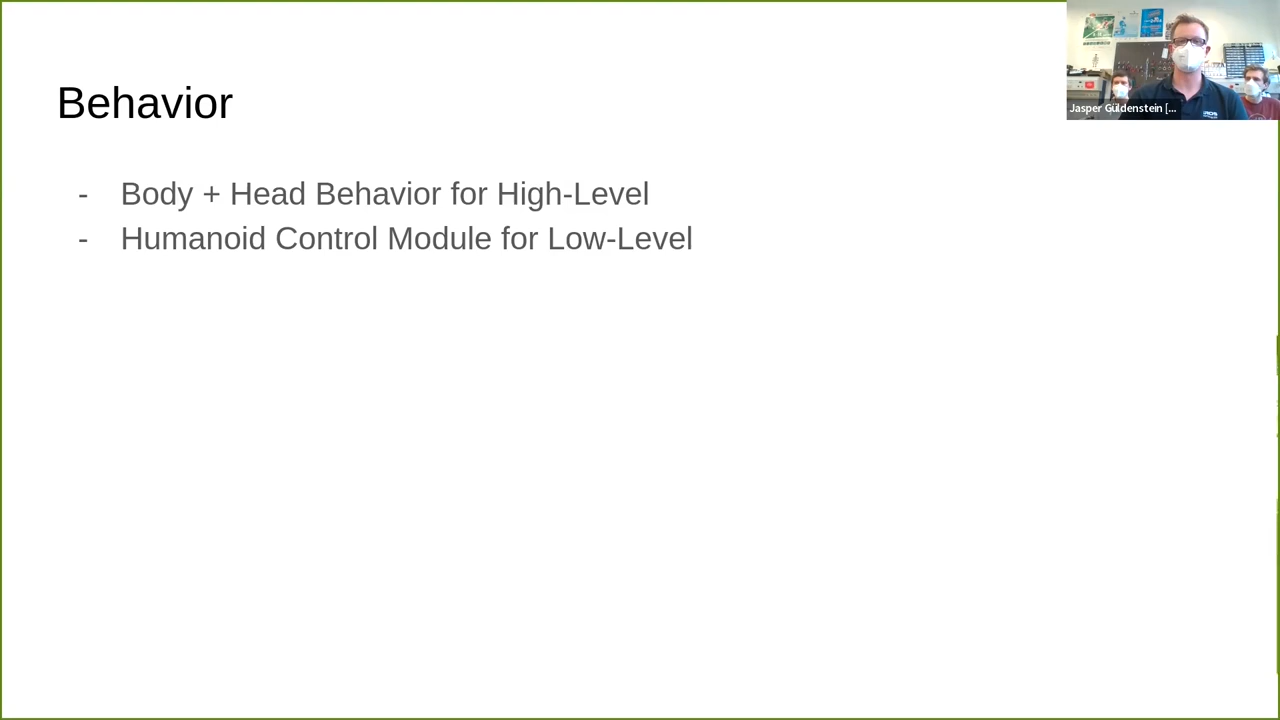 Behavior
- Body + Head Behavior for High-Level
- Humanoid Control Module for Low-Level
Jasper Güldenstein [...